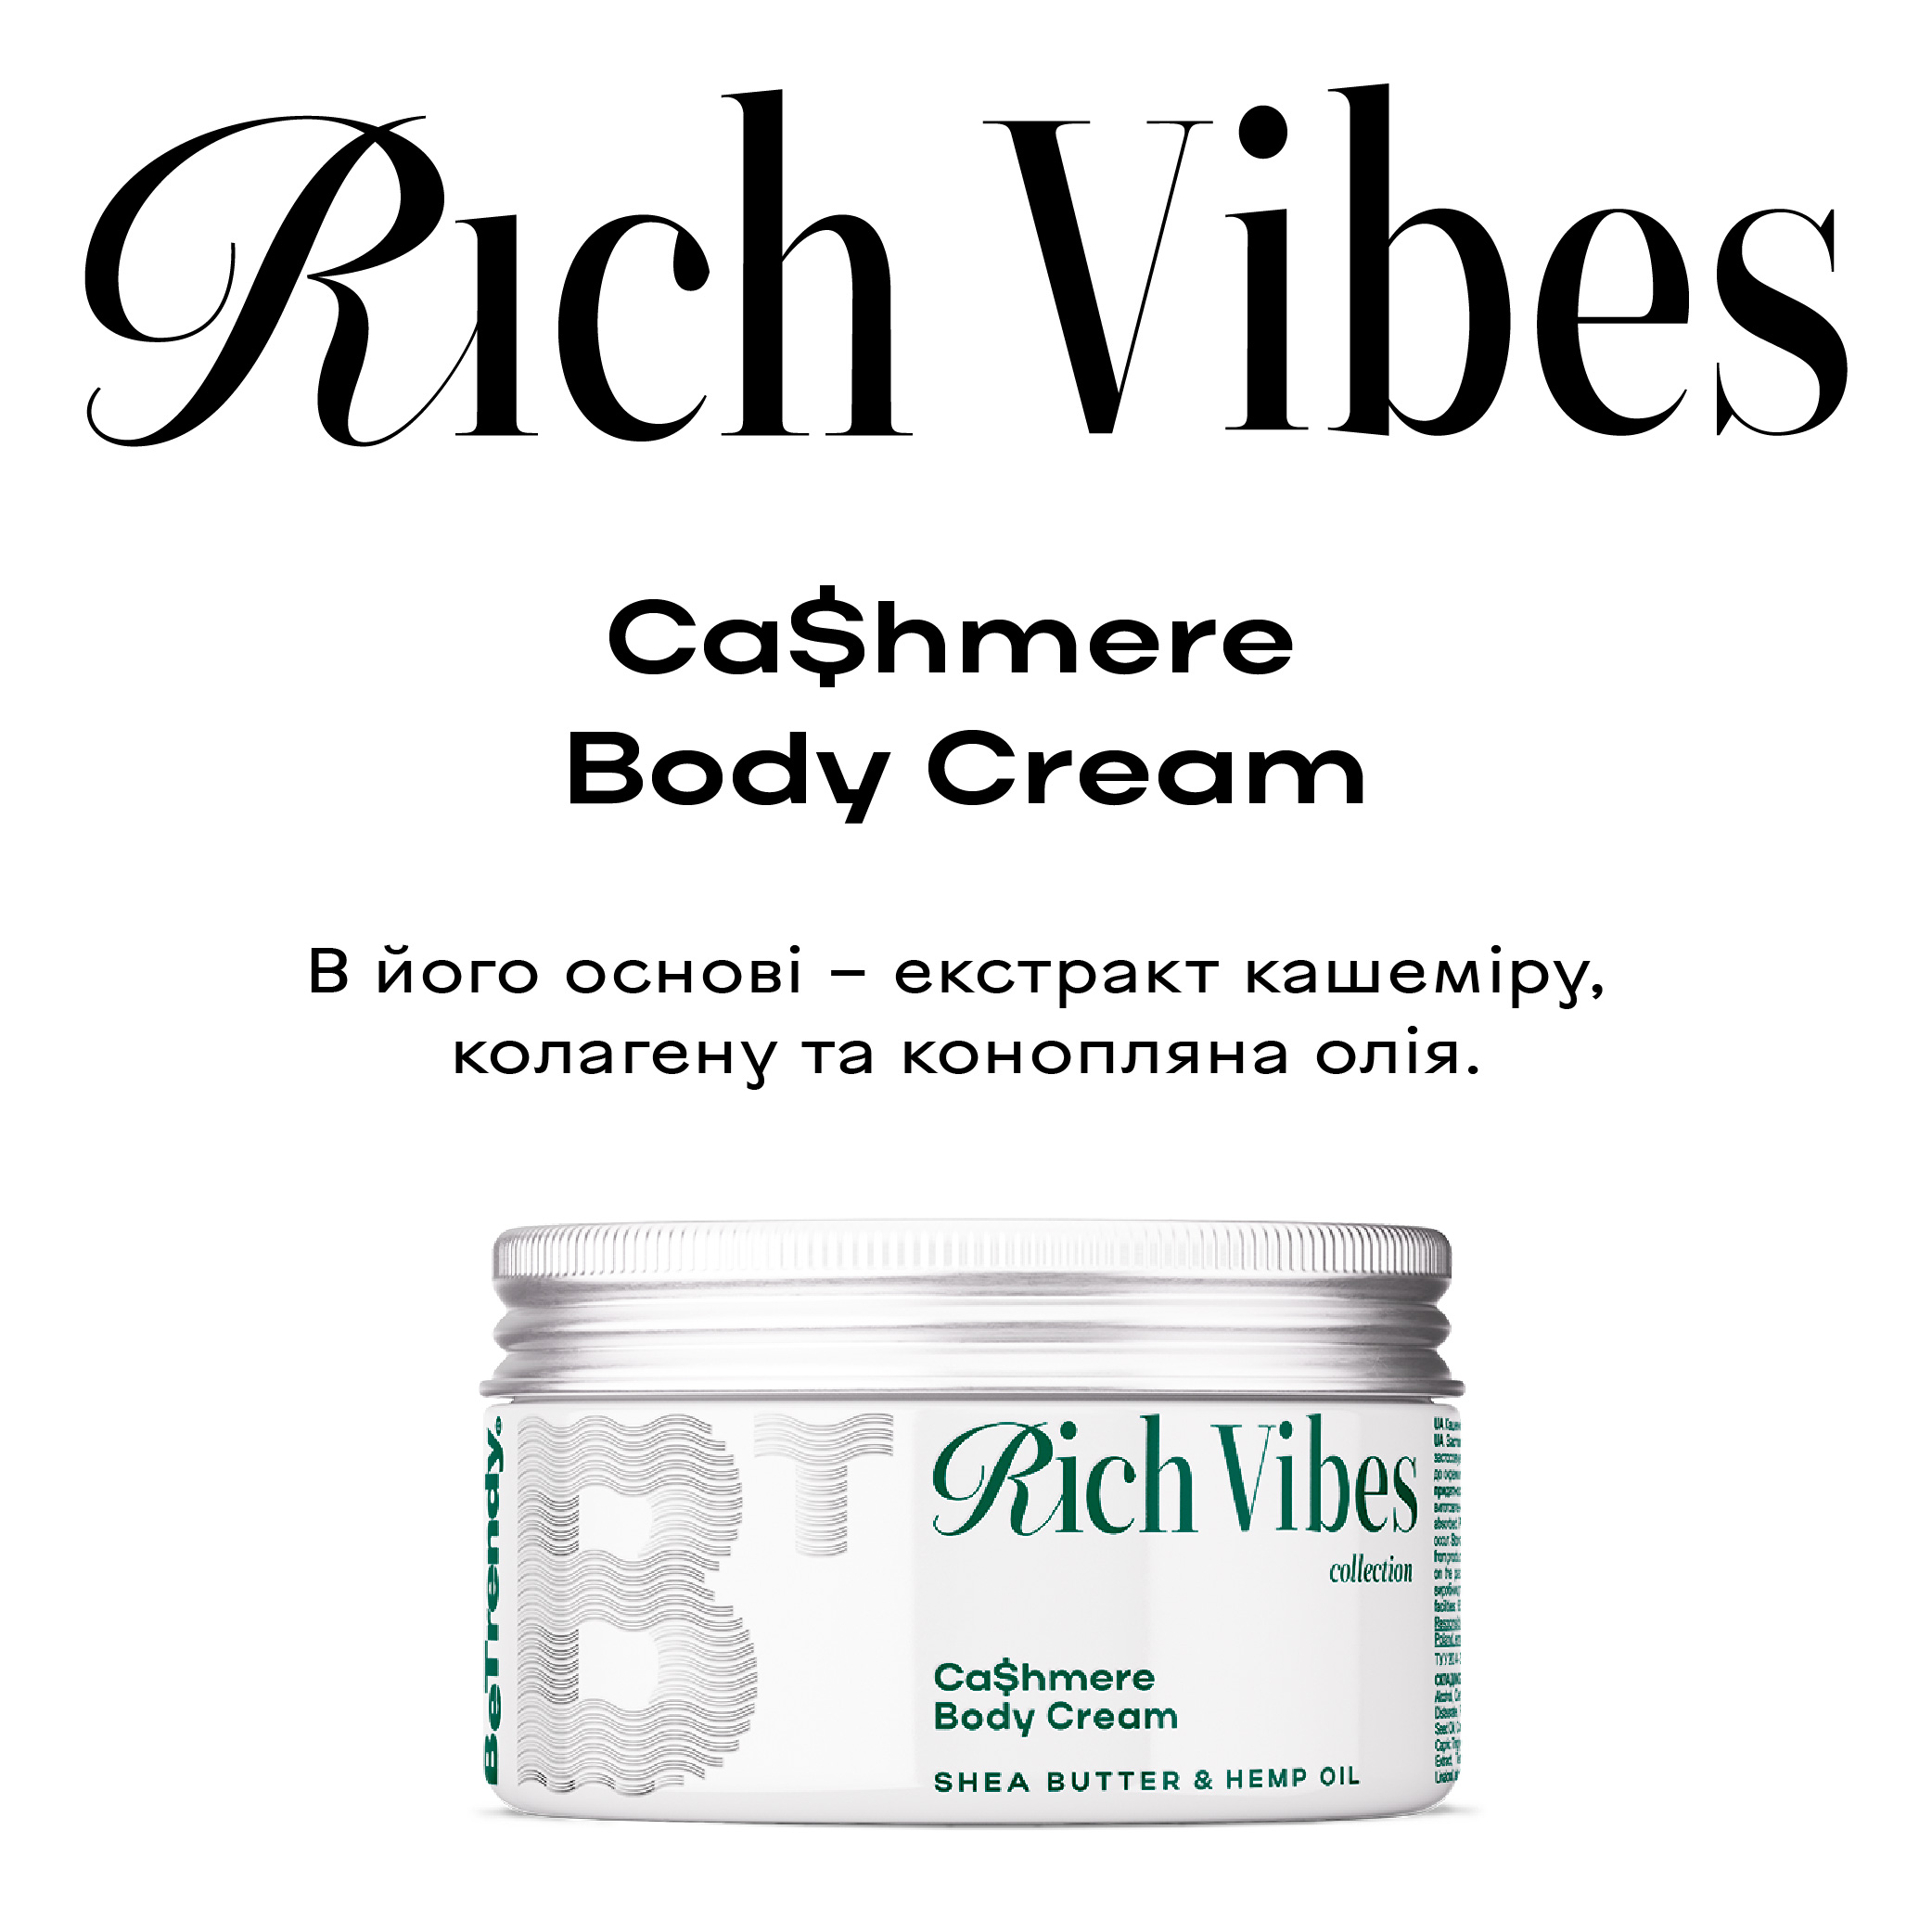 Rich Vibes
Ca$hmere
Body Cream
В його основі – екстракт кашеміру,
колагену та конопляна олія.
BeTrendy®
BT
Rich Vibes
collection
Ca$hmere
Body Cream
SHEA BUTTER & HEMP OIL